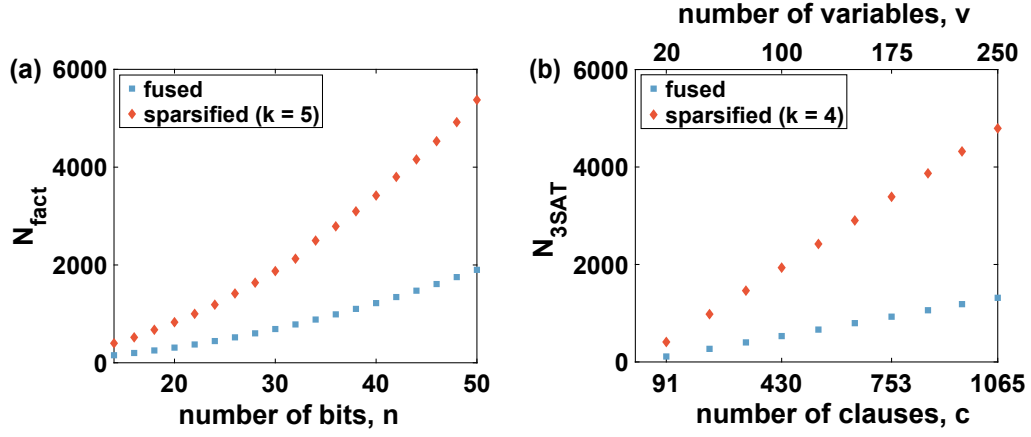 (a)
6000
4000
2000
0
N_fact
fused
sparsified (k = 5)
20
30
40
50
number of bits, n
number of variables, v
20
100
175
250
(b)
6000
4000
2000
0
N_3SAT
fused
sparsified (k = 4)
91
430
753
1065
number of clauses, c